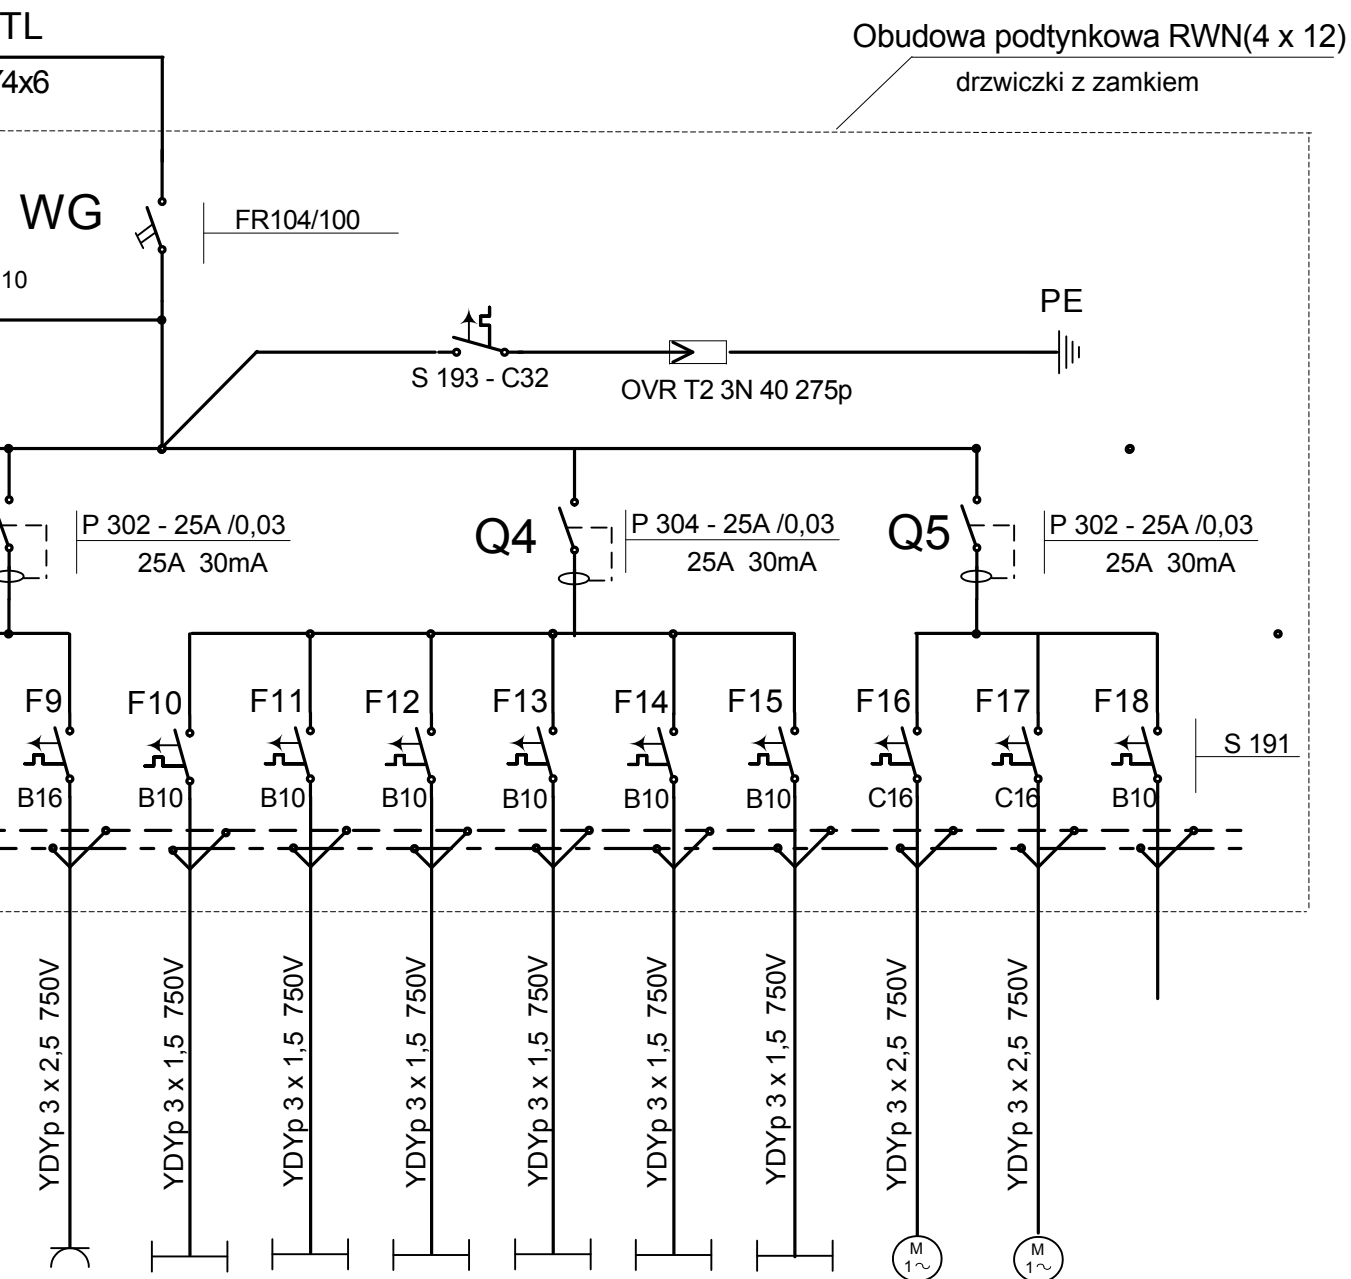 TL
Obudowa podtynkowa RWN(4 x 12)
4x6
drzwiczki z zamkiem
WG
FR104/100
10
PE
S 193 - C32
OVR T2 3N 40 275p
P 302 - 25A /0,03
25A 30mA
Q4
P 304 - 25A /0,03
25A 30mA
Q5
P 302 - 25A /0,03
25A 30mA
F9 F10 F11 F12 F13 F14 F15 F16 F17 F18
S 191
B16 B10 B10 B10 B10 B10 B10 C16 C16 B10
YDYp 3 x 2,5 750V
YDYp 3 x 1,5 750V
YDYp 3 x 1,5 750V
YDYp 3 x 1,5 750V
YDYp 3 x 1,5 750V
YDYp 3 x 1,5 750V
YDYp 3 x 1,5 750V
YDYp 3 x 2,5 750V
YDYp 3 x 2,5 750V
M
1~
M
1~